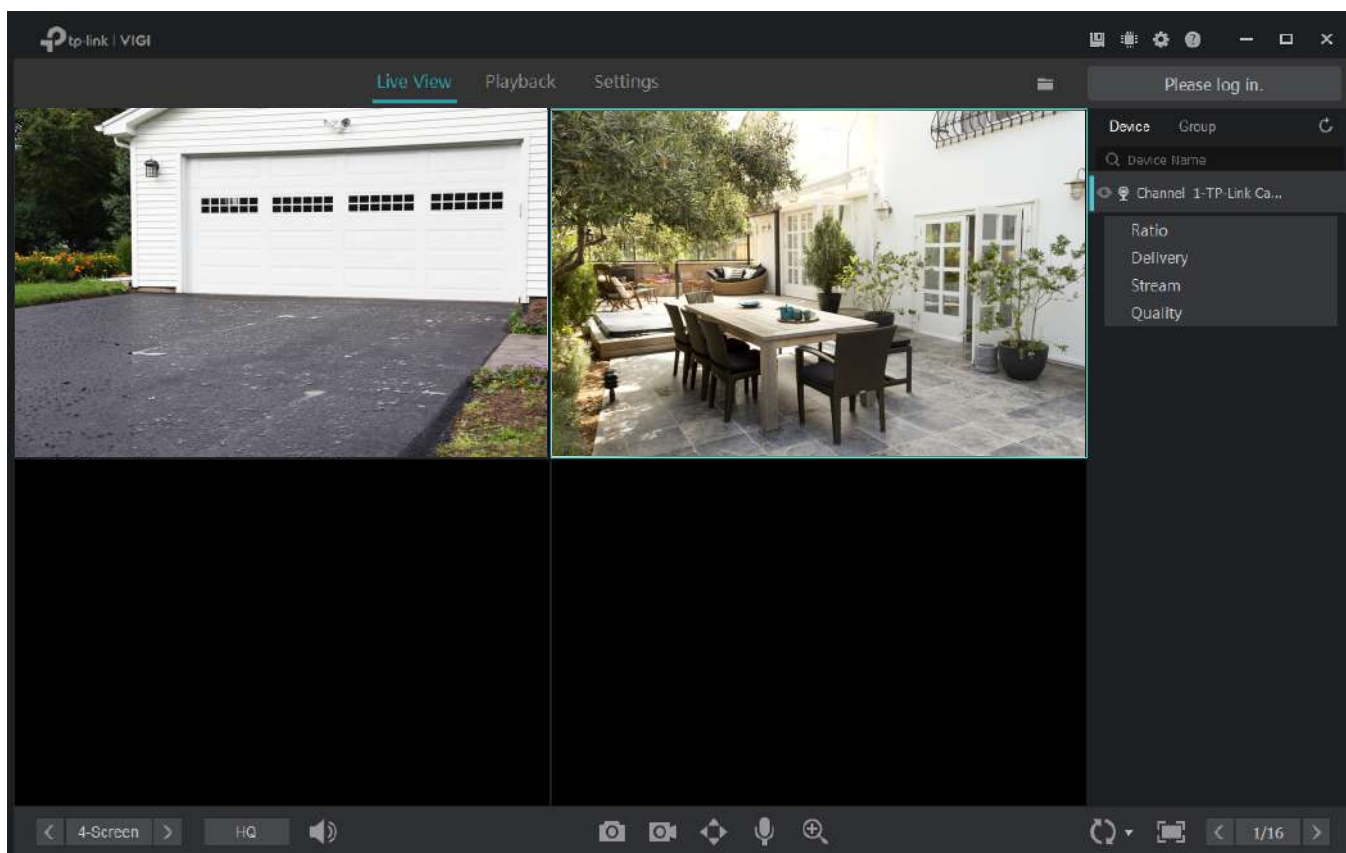 tp-link | VIGI
Live View Playback Settings
Please log in.
Device Group
Device Name
Channel 1-TP-Link Ca...
Ratio
Delivery
Stream
Quality
4-Screen HQ 1/16